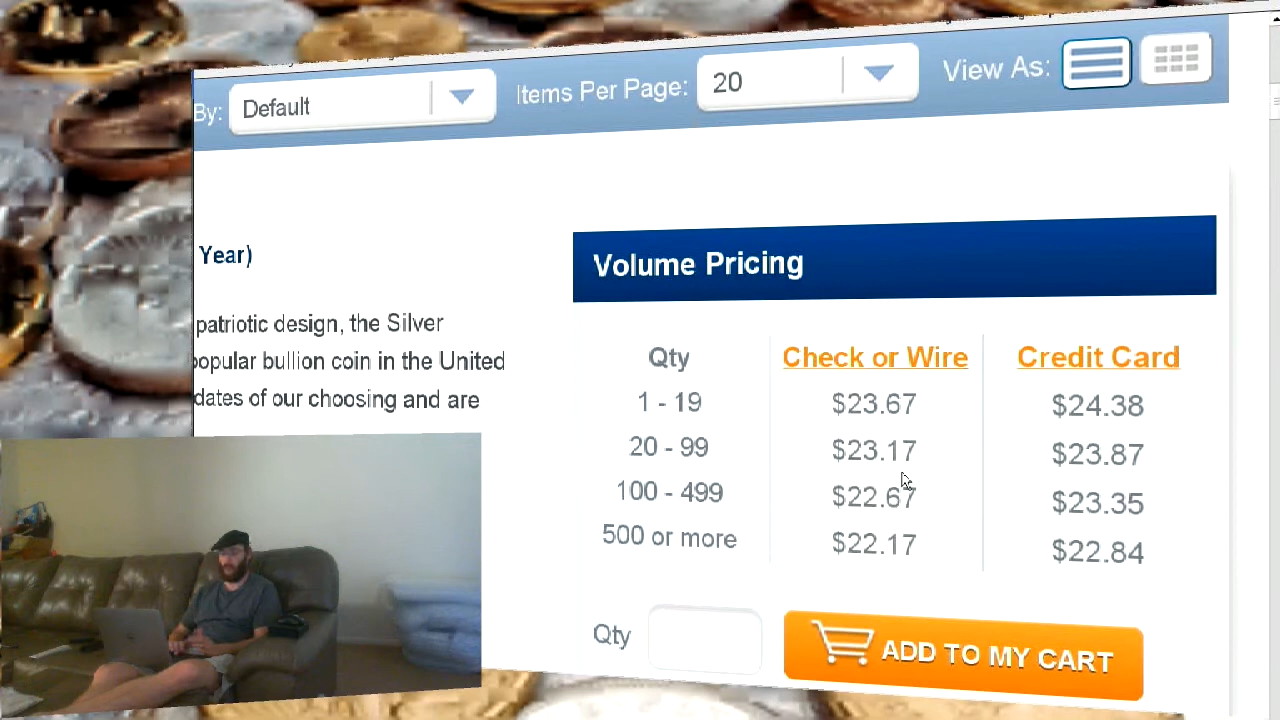 By: Default Items Per Page: 20 View As:
Year)
patriotic design, the Silver
popular bullion coin in the United
dates of our choosing and are
Volume Pricing
Qty Check or Wire Credit Card
1 - 19 $23.67 $24.38
20 - 99 $23.17 $23.87
100 - 499 $22.67 $23.35
500 or more $22.17 $22.84
Qty ADD TO MY CART